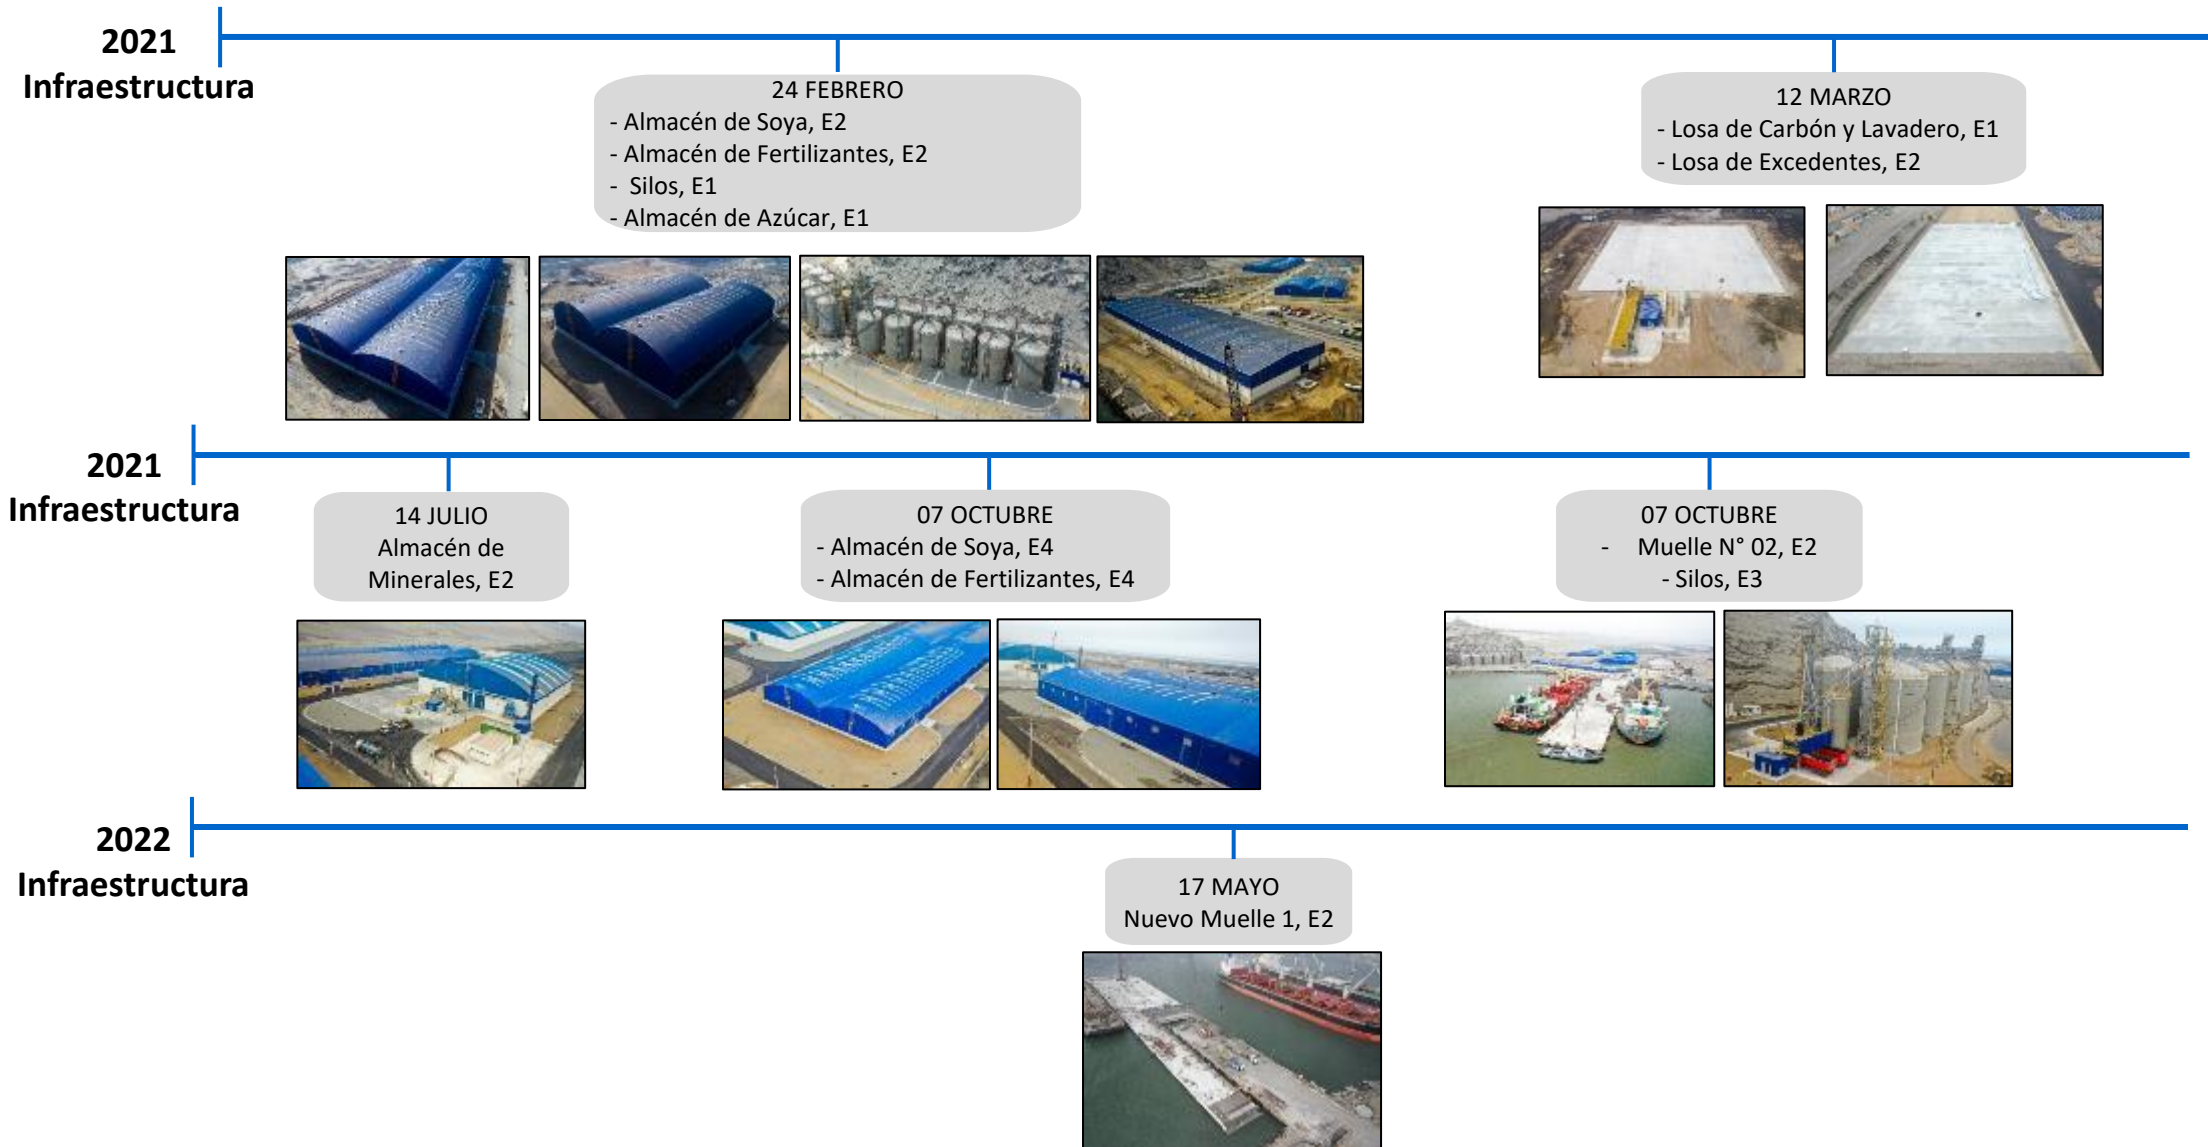 2021
Infraestructura
24 FEBRERO
- Almacén de Soya, E2
- Almacén de Fertilizantes, E2
- Silos, E1
- Almacén de Azúcar, E1
12 MARZO
- Losa de Carbón y Lavadero, E1
- Losa de Excedentes, E2
2021
Infraestructura
14 JULIO
Almacén de
Minerales, E2
07 OCTUBRE
- Almacén de Soya, E4
- Almacén de Fertilizantes, E4
07 OCTUBRE
- Muelle N° 02, E2
- Silos, E3
2022
Infraestructura
17 MAYO
Nuevo Muelle 1, E2